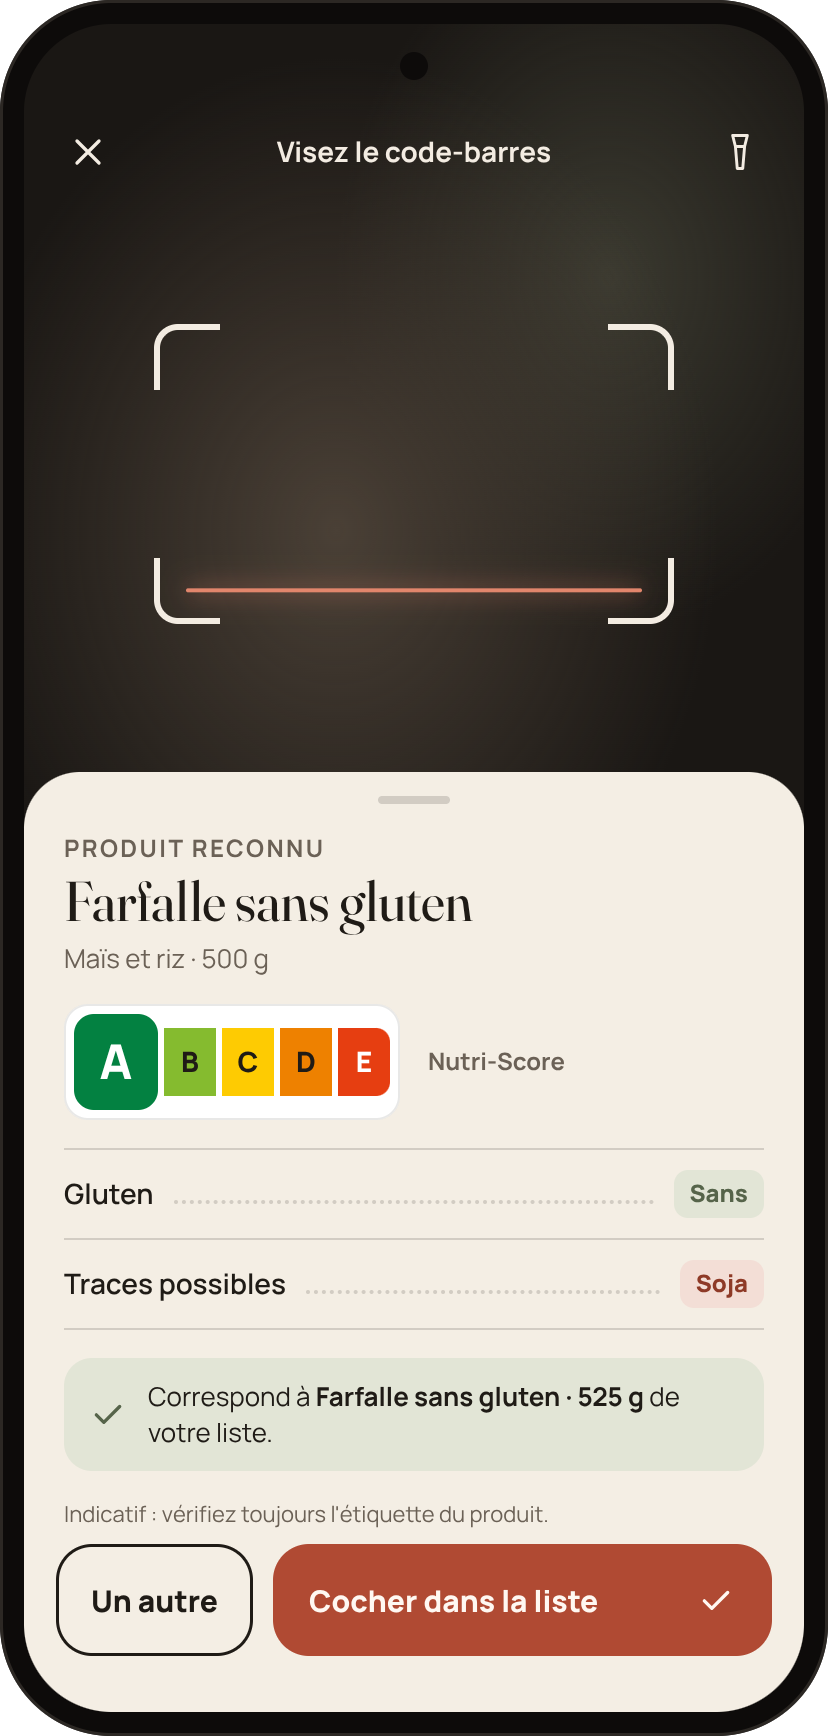 Visez le code-barres
PRODUIT RECONNU
Farfalle sans gluten
Maïs et riz · 500 g
A B C D E Nutri-Score
Gluten Sans
Traces possibles Soja
Correspond à Farfalle sans gluten · 525 g de
votre liste.
Indicatif : vérifiez toujours l'étiquette du produit.
Un autre Cocher dans la liste